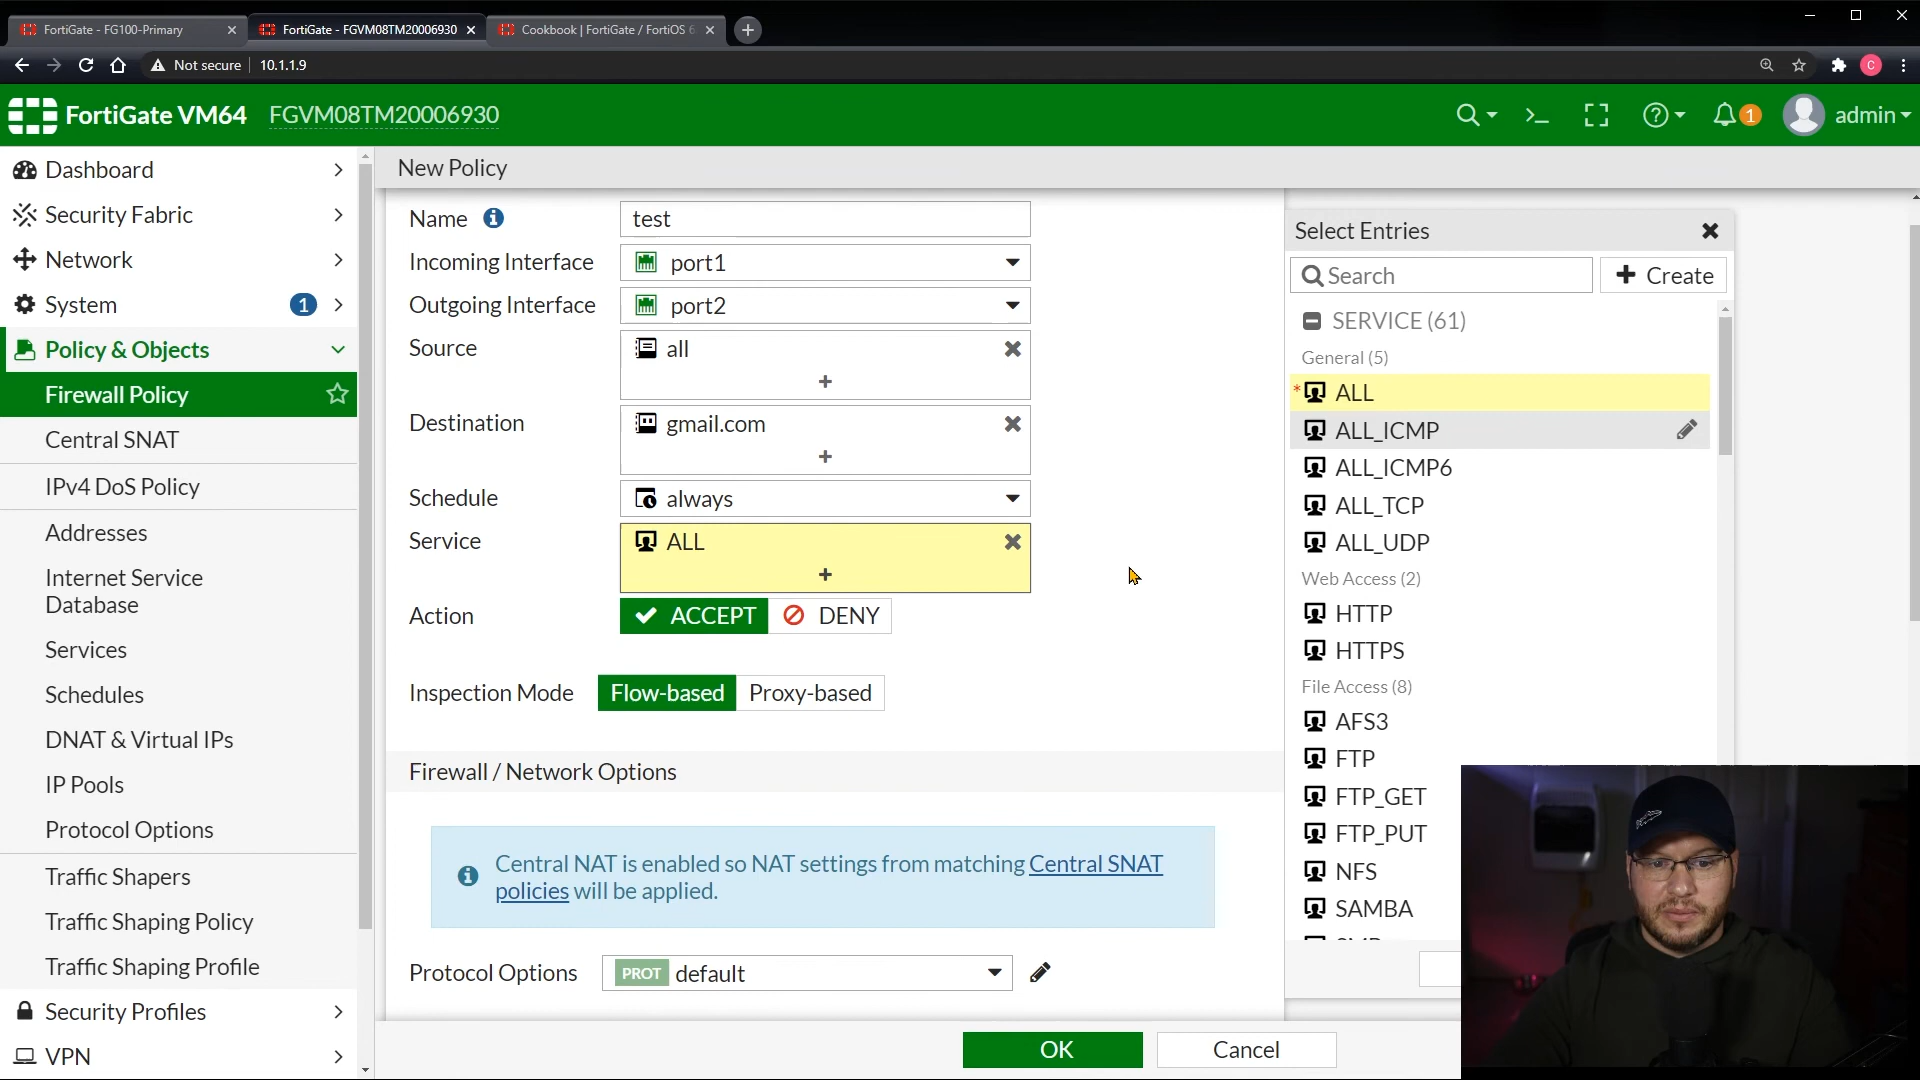 FortiGate - FG100-Primary
FortiGate - FGVM08TM20006930
Cookbook | FortiGate / FortiOS 6
Not secure
10.1.1.9
C
FortiGate VM64
FGVM08TM20006930
1
admin
Dashboard
Security Fabric
Network
System
1
Policy & Objects
Firewall Policy
Central SNAT
IPv4 DoS Policy
Addresses
Internet Service
Database
Services
Schedules
DNAT & Virtual IPs
IP Pools
Protocol Options
Traffic Shapers
Traffic Shaping Policy
Traffic Shaping Profile
Security Profiles
VPN
New Policy
Name
test
Incoming Interface
port1
Outgoing Interface
port2
Source
all
Destination
gmail.com
Schedule
always
Service
ALL
Action
ACCEPT
DENY
Inspection Mode
Flow-based
Proxy-based
Firewall / Network Options
Central NAT is enabled so NAT settings from matching Central SNAT
policies will be applied.
Protocol Options
PROT
default
OK
Cancel
Select Entries
Search
Create
SERVICE (61)
General (5)
* ALL
ALL_ICMP
ALL_ICMP6
ALL_TCP
ALL_UDP
Web Access (2)
HTTP
HTTPS
File Access (8)
AFS3
FTP
FTP_GET
FTP_PUT
NFS
SAMBA